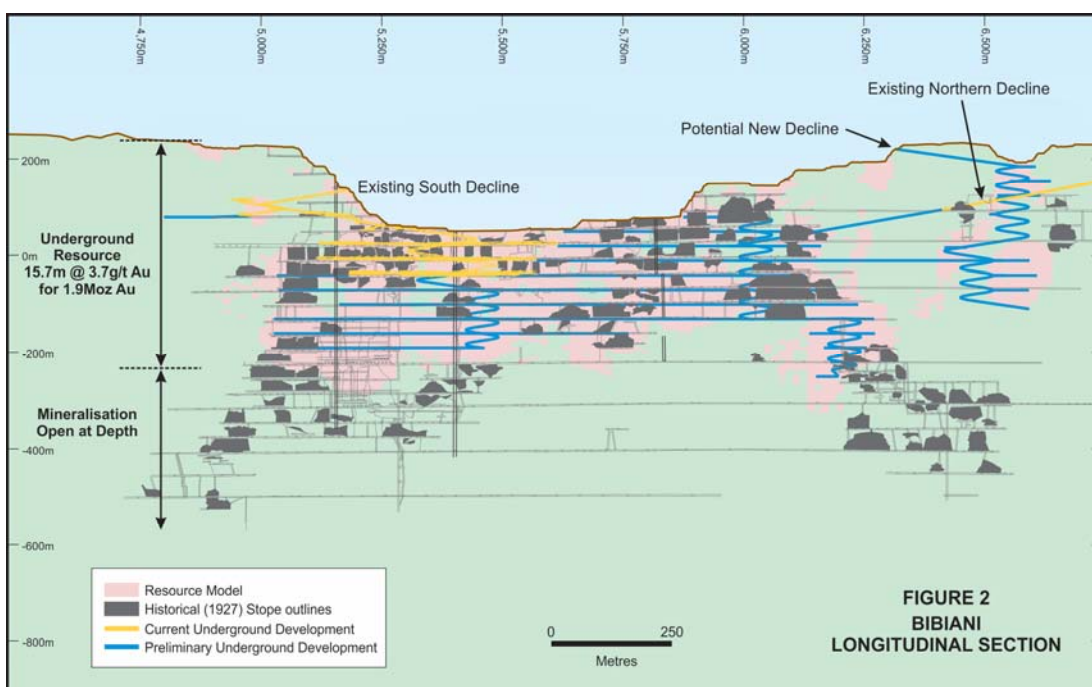 4,750m
5,000m
5,250m
5,500m
5,750m
6,000m
6,250m
6,500m
Existing Northern Decline
Potential New Decline
Existing South Decline
200m
0m
-200m
-400m
-600m
-800m
Underground
Resource
15.7m @ 3.7g/t Au
for 1.9Moz Au
Mineralisation
Open at Depth
Resource Model
Historical (1927) Stope outlines
Current Underground Development
Preliminary Underground Development
0 250
Metres
FIGURE 2
BIBIANI
LONGITUDINAL SECTION